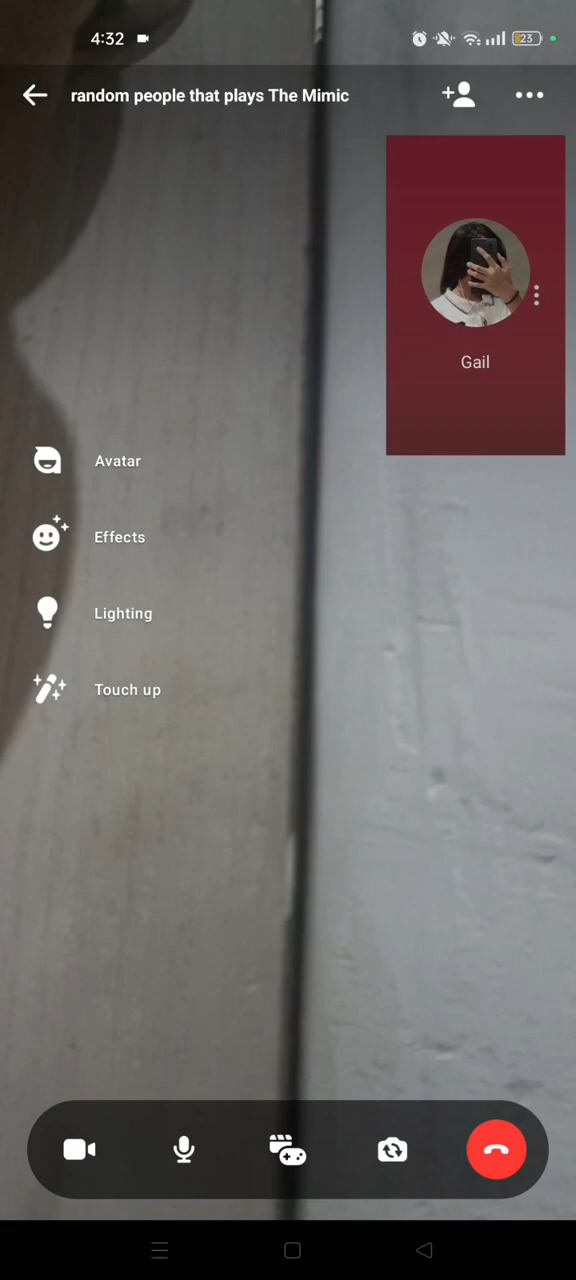 4:32
23
random people that plays The Mimic
Gail
Avatar
Effects
Lighting
Touch up